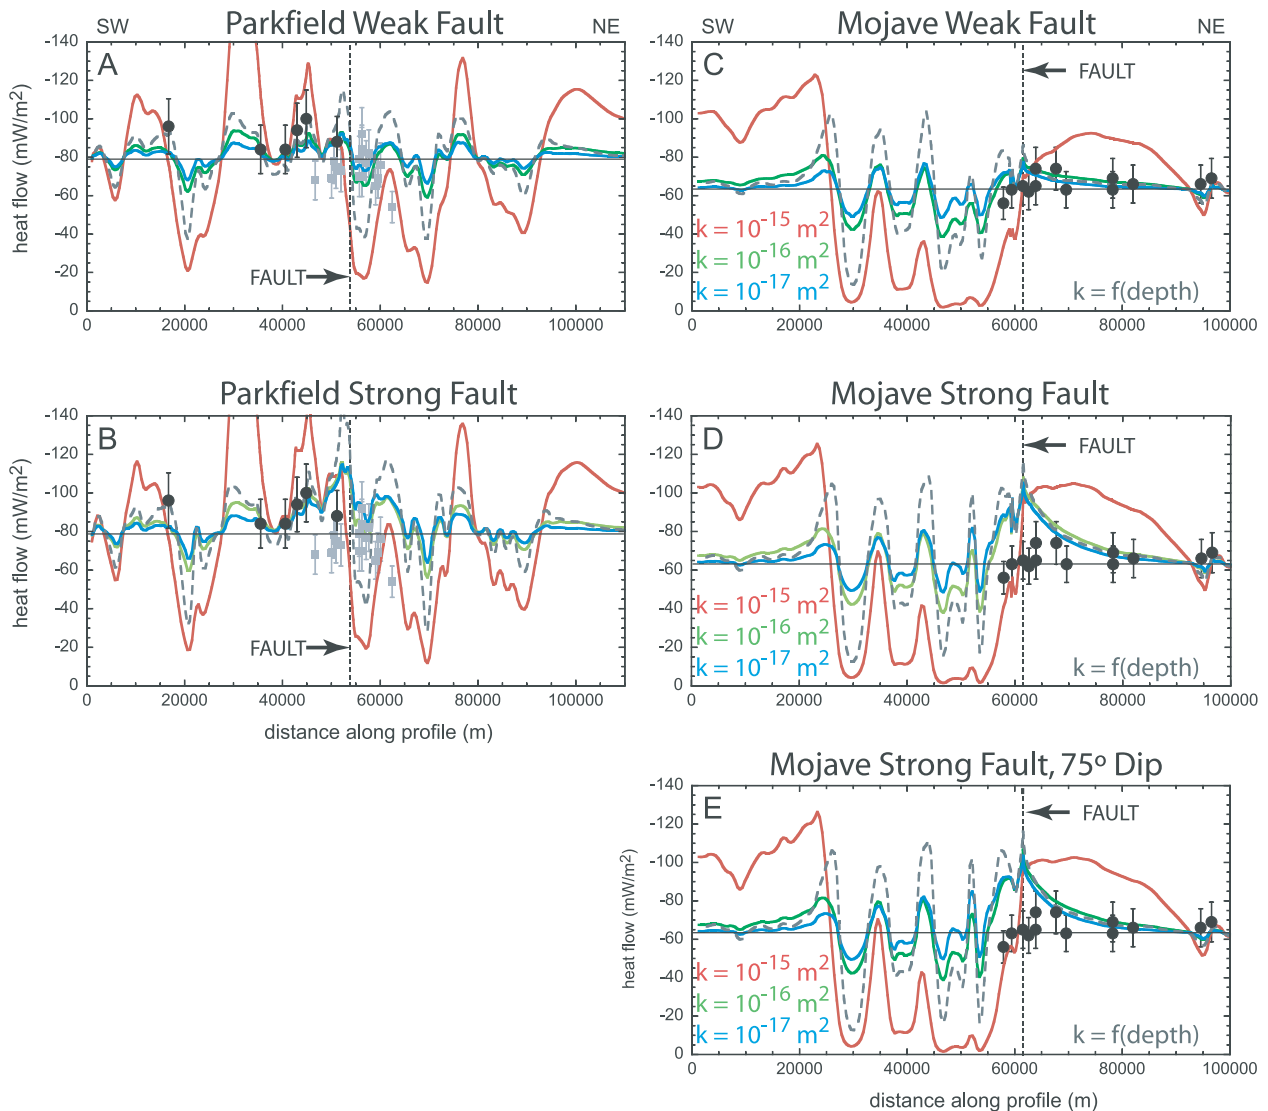 Parkfield Weak Fault
SW
NE
A
-140
-120
-100
-80
-60
-40
-20
0
heat flow (mW/m²)
FAULT
0 20000 40000 60000 80000 100000
Mojave Weak Fault
SW
NE
C
FAULT
-140
-120
-100
-80
-60
-40
-20
0
k = 10⁻¹⁵ m²
k = 10⁻¹⁶ m²
k = 10⁻¹⁷ m²
k = f(depth)
0 20000 40000 60000 80000 100000
Parkfield Strong Fault
B
-140
-120
-100
-80
-60
-40
-20
0
heat flow (mW/m²)
FAULT
0 20000 40000 60000 80000 100000
distance along profile (m)
Mojave Strong Fault
D
FAULT
-140
-120
-100
-80
-60
-40
-20
0
k = 10⁻¹⁵ m²
k = 10⁻¹⁶ m²
k = 10⁻¹⁷ m²
k = f(depth)
0 20000 40000 60000 80000 100000
Mojave Strong Fault, 75º Dip
E
FAULT
-140
-120
-100
-80
-60
-40
-20
0
heat flow (mW/m²)
k = 10⁻¹⁵ m²
k = 10⁻¹⁶ m²
k = 10⁻¹⁷ m²
k = f(depth)
0 20000 40000 60000 80000 100000
distance along profile (m)